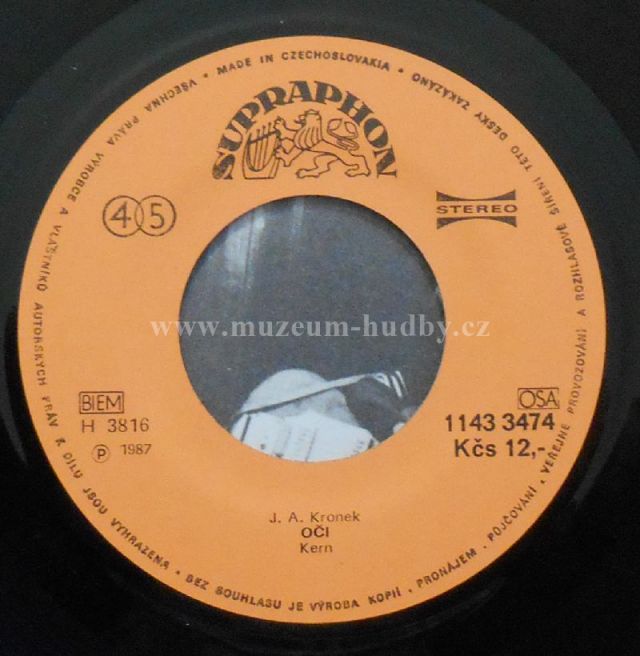 VŠECHNA PRÁVA VÝROBCE A VLASTNÍKŮ AUTORSKÝCH PRÁV K DÍLU JSOU VYHRAZENA • BEZ SOUHLASU JE VÝROBA KOPIÍ • PRONÁJEM • PŮJČOVÁNÍ • VEŘEJNÉ PROVOZOVÁNÍ A ROZHLASOVÉ ŠÍŘENÍ TÉTO DESKY ZAKÁZÁNO • MADE IN CZECHOSLOVAKIA •
SUPRAPHON
45
STEREO
www.muzeum-hudby.cz
BIEM
OSA
H 3816
1143 3474
Ⓟ 1987
Kčs 12,-
J. A. Kronek
OČI
Kern